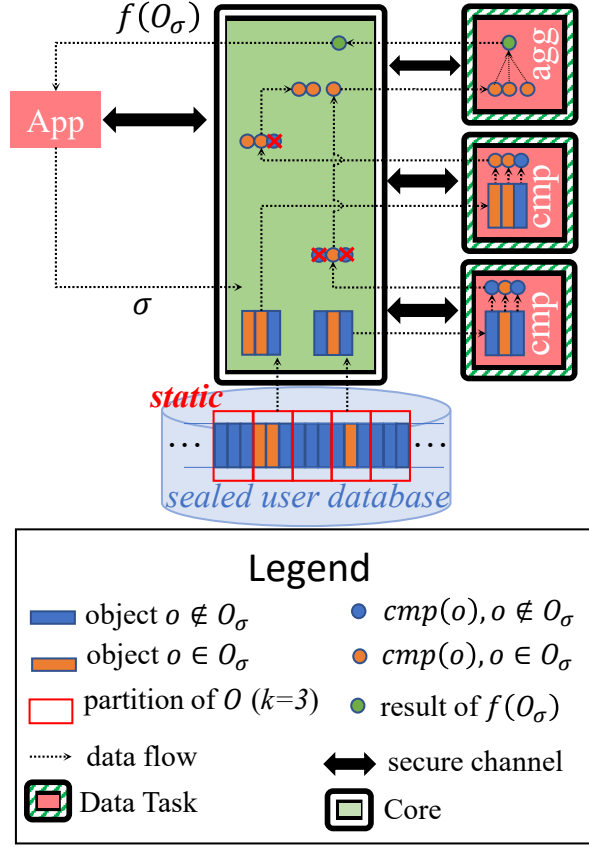 f(O_σ)
agg
App
cmp
σ
cmp
static
... ...
sealed user database
Legend
object o ∉ O_σ
cmp(o), o ∉ O_σ
object o ∈ O_σ
cmp(o), o ∈ O_σ
partition of O (k=3)
result of f(O_σ)
data flow
secure channel
Data Task
Core